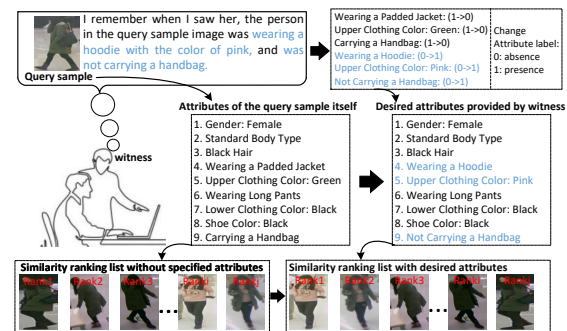 I remember when I saw her, the person
in the query sample image was wearing a
hoodie with the color of pink, and was
not carrying a handbag.
Query sample
Wearing a Padded Jacket: (1->0)
Upper Clothing Color: Green: (1->0)
Carrying a Handbag: (1->0)
Wearing a Hoodie: (0->1)
Upper Clothing Color: Pink: (0->1)
Not Carrying a Handbag: (0->1)
Change
Attribute label:
0: absence
1: presence
witness
Attributes of the query sample itself
1. Gender: Female
2. Standard Body Type
3. Black Hair
4. Wearing a Padded Jacket
5. Upper Clothing Color: Green
6. Wearing Long Pants
7. Lower Clothing Color: Black
8. Shoe Color: Black
9. Carrying a Handbag
Desired attributes provided by witness
1. Gender: Female
2. Standard Body Type
3. Black Hair
4. Wearing a Hoodie
5. Upper Clothing Color: Pink
6. Wearing Long Pants
7. Lower Clothing Color: Black
8. Shoe Color: Black
9. Not Carrying a Handbag
Similarity ranking list without specified attributes
Rank1 Rank2 Rank3 ... Ranki Rankj
Similarity ranking list with desired attributes
Rank1 Rank2 Rank3 ... Ranki Rankj